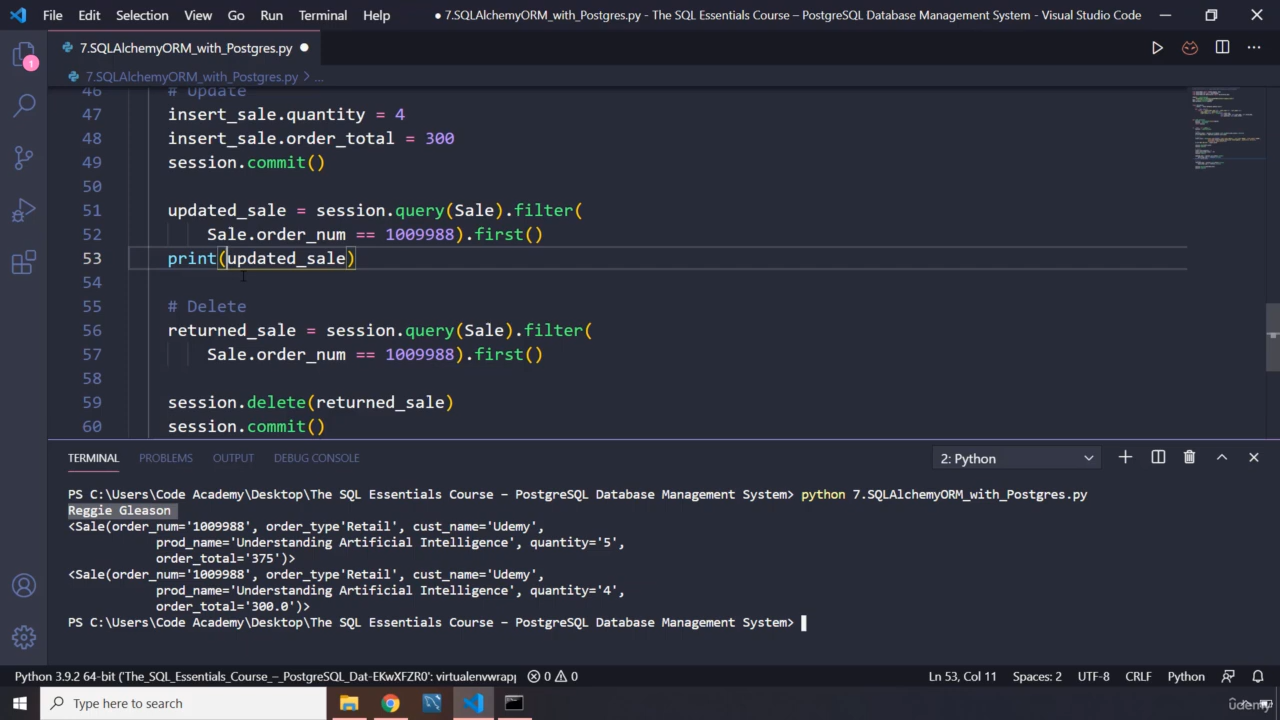 File Edit Selection View Go Run Terminal Help
● 7.SQLAlchemyORM_with_Postgres.py - The SQL Essentials Course – PostgreSQL Database Management System - Visual Studio Code
7.SQLAlchemyORM_with_Postgres.py ●
7.SQLAlchemyORM_with_Postgres.py > ...
46 # Update
47 insert_sale.quantity = 4
48 insert_sale.order_total = 300
49 session.commit()
50
51 updated_sale = session.query(Sale).filter(
52 Sale.order_num == 1009988).first()
53 print(updated_sale)
54
55 # Delete
56 returned_sale = session.query(Sale).filter(
57 Sale.order_num == 1009988).first()
58
59 session.delete(returned_sale)
60 session.commit()
TERMINAL PROBLEMS OUTPUT DEBUG CONSOLE 2: Python
PS C:\Users\Code Academy\Desktop\The SQL Essentials Course – PostgreSQL Database Management System> python 7.SQLAlchemyORM_with_Postgres.py
Reggie Gleason
<Sale(order_num='1009988', order_type'Retail', cust_name='Udemy',
prod_name='Understanding Artificial Intelligence', quantity='5',
order_total='375')>
<Sale(order_num='1009988', order_type'Retail', cust_name='Udemy',
prod_name='Understanding Artificial Intelligence', quantity='4',
order_total='300.0')>
PS C:\Users\Code Academy\Desktop\The SQL Essentials Course – PostgreSQL Database Management System>
1
Python 3.9.2 64-bit ('The_SQL_Essentials_Course_–_PostgreSQL_Dat-EKwXFZR0': virtualenvwrapp 0 0 Ln 53, Col 11 Spaces: 2 UTF-8 CRLF Python
Type here to search
udemy